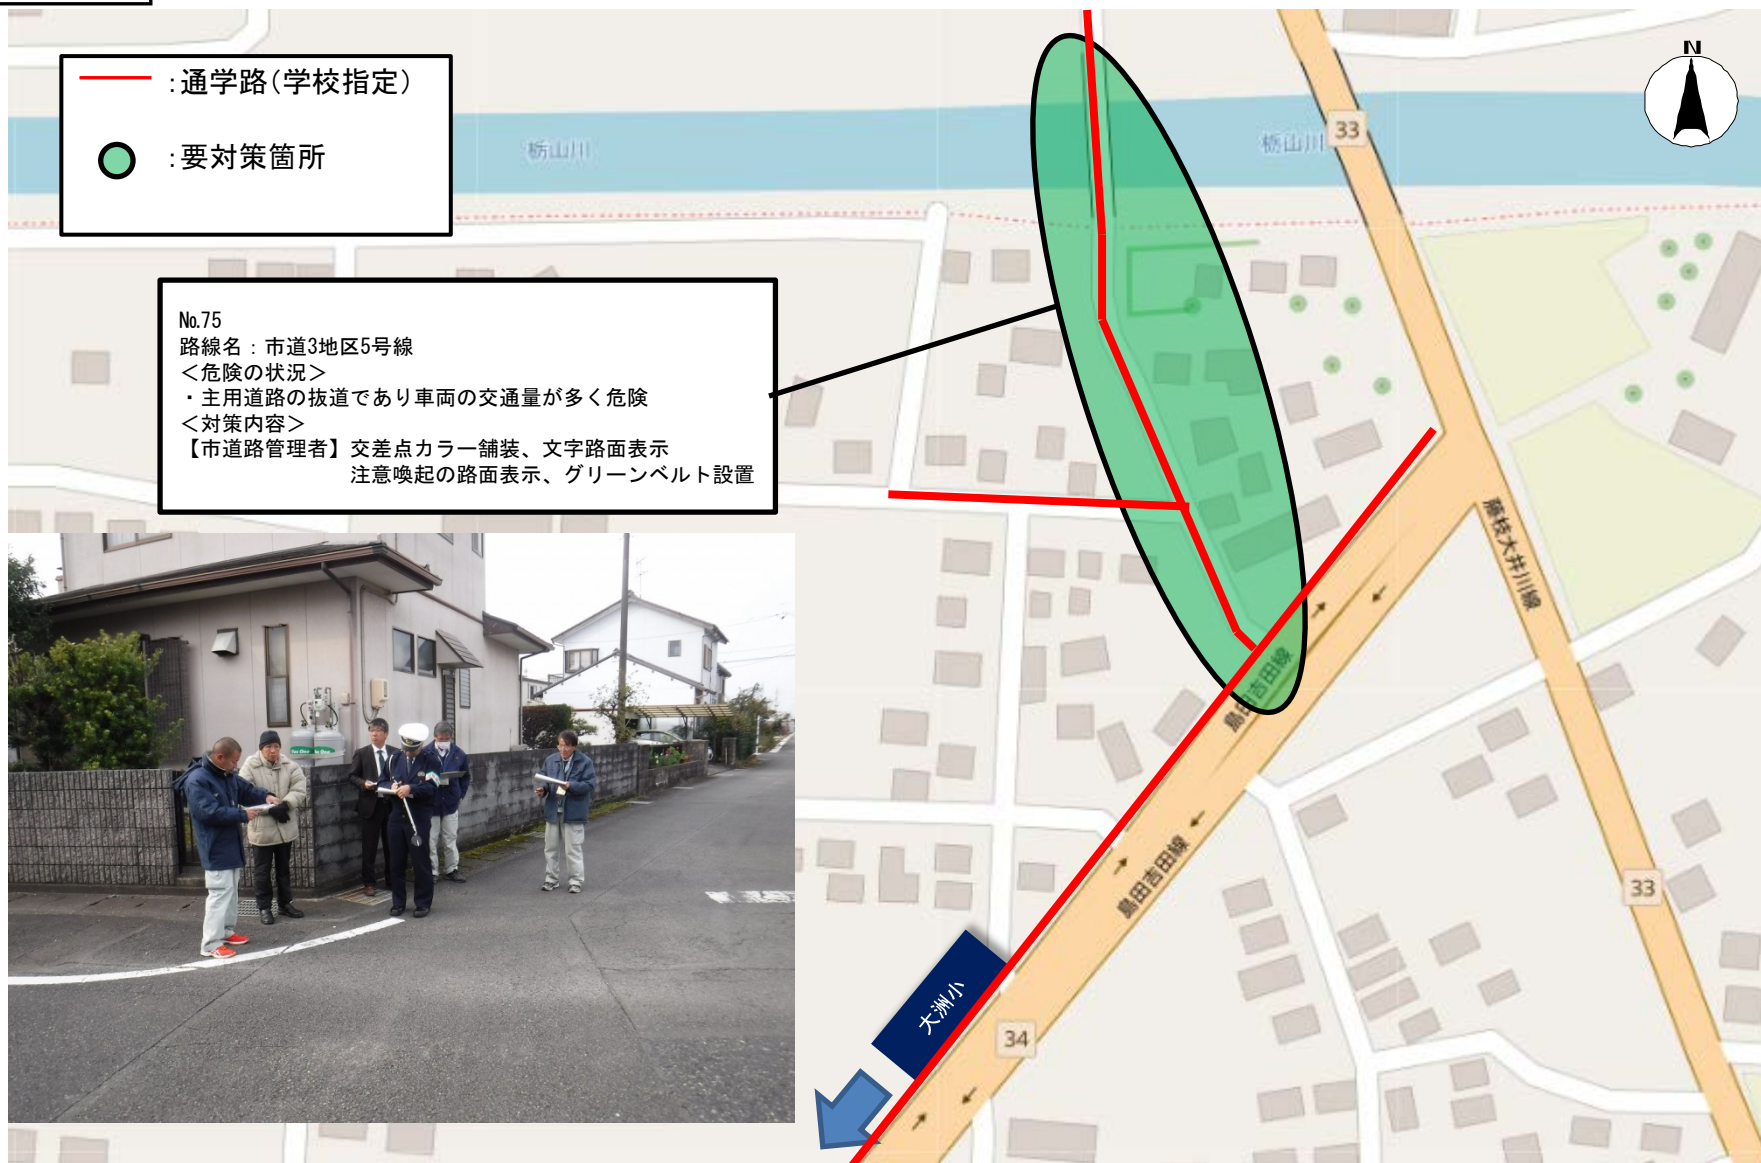 :通学路(学校指定)
:要対策箇所
N
栃山川
栃山川
33
No.75
路線名：市道3地区5号線
＜危険の状況＞
・主用道路の抜道であり車両の交通量が多く危険
＜対策内容＞
【市道路管理者】交差点カラー舗装、文字路面表示
注意喚起の路面表示、グリーンベルト設置
藤枝大井川線
島田吉田線
島田吉田線
33
大洲小
34